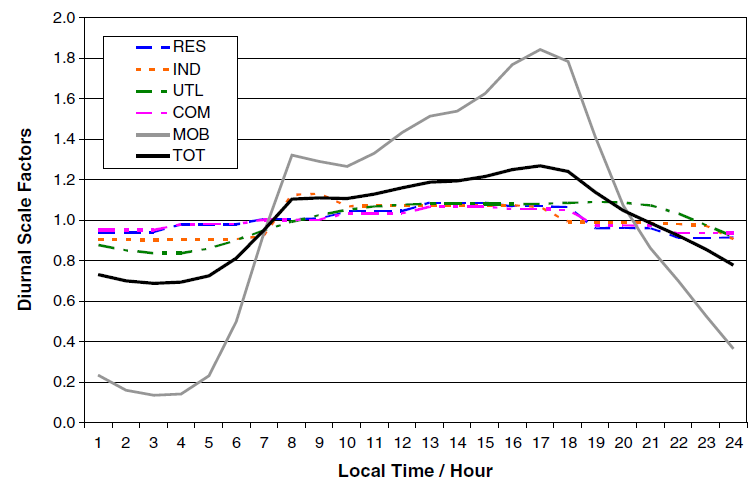 2.0
1.8
1.6
1.4
1.2
1.0
0.8
0.6
0.4
0.2
0.0
Diurnal Scale Factors
RES
IND
UTL
COM
MOB
TOT
1 2 3 4 5 6 7 8 9 10 11 12 13 14 15 16 17 18 19 20 21 22 23 24
Local Time / Hour